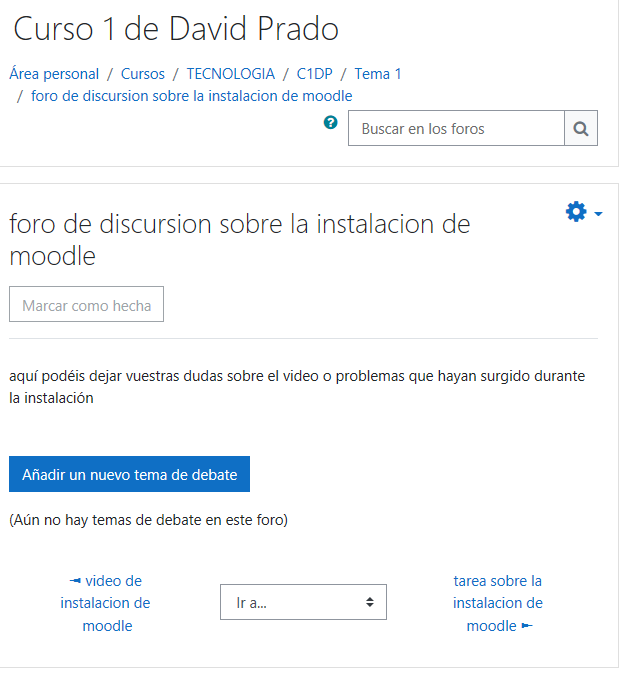 Curso 1 de David Prado
Área personal / Cursos / TECNOLOGIA / C1DP / Tema 1
/ foro de discursion sobre la instalacion de moodle
Buscar en los foros
foro de discursion sobre la instalacion de
moodle
Marcar como hecha
aquí podéis dejar vuestras dudas sobre el video o problemas que hayan surgido durante
la instalación
Añadir un nuevo tema de debate
(Aún no hay temas de debate en este foro)
◄ video de
instalacion de
moodle
Ir a...
tarea sobre la
instalacion de
moodle ►